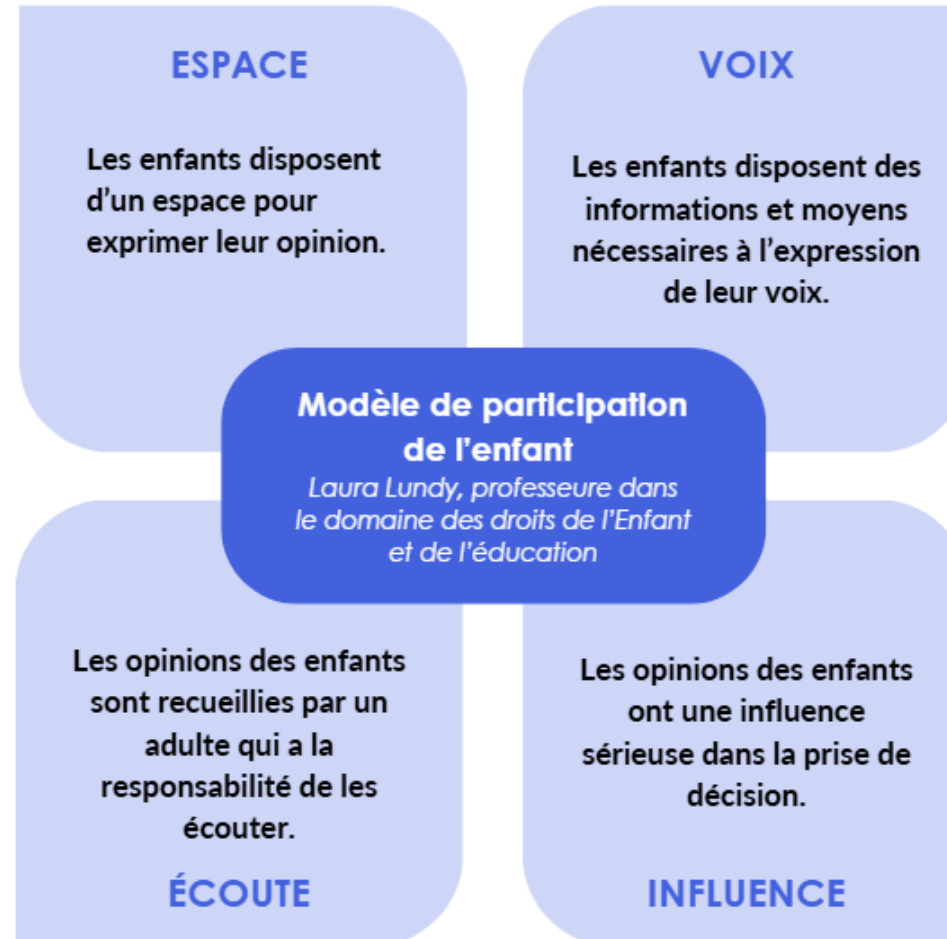 ESPACE
Les enfants disposent
d’un espace pour
exprimer leur opinion.
VOIX
Les enfants disposent des
informations et moyens
nécessaires à l’expression
de leur voix.
Modèle de participation
de l’enfant
Laura Lundy, professeure dans
le domaine des droits de l’Enfant
et de l’éducation
Les opinions des enfants
sont recueillies par un
adulte qui a la
responsabilité de les
écouter.
ÉCOUTE
Les opinions des enfants
ont une influence
sérieuse dans la prise de
décision.
INFLUENCE